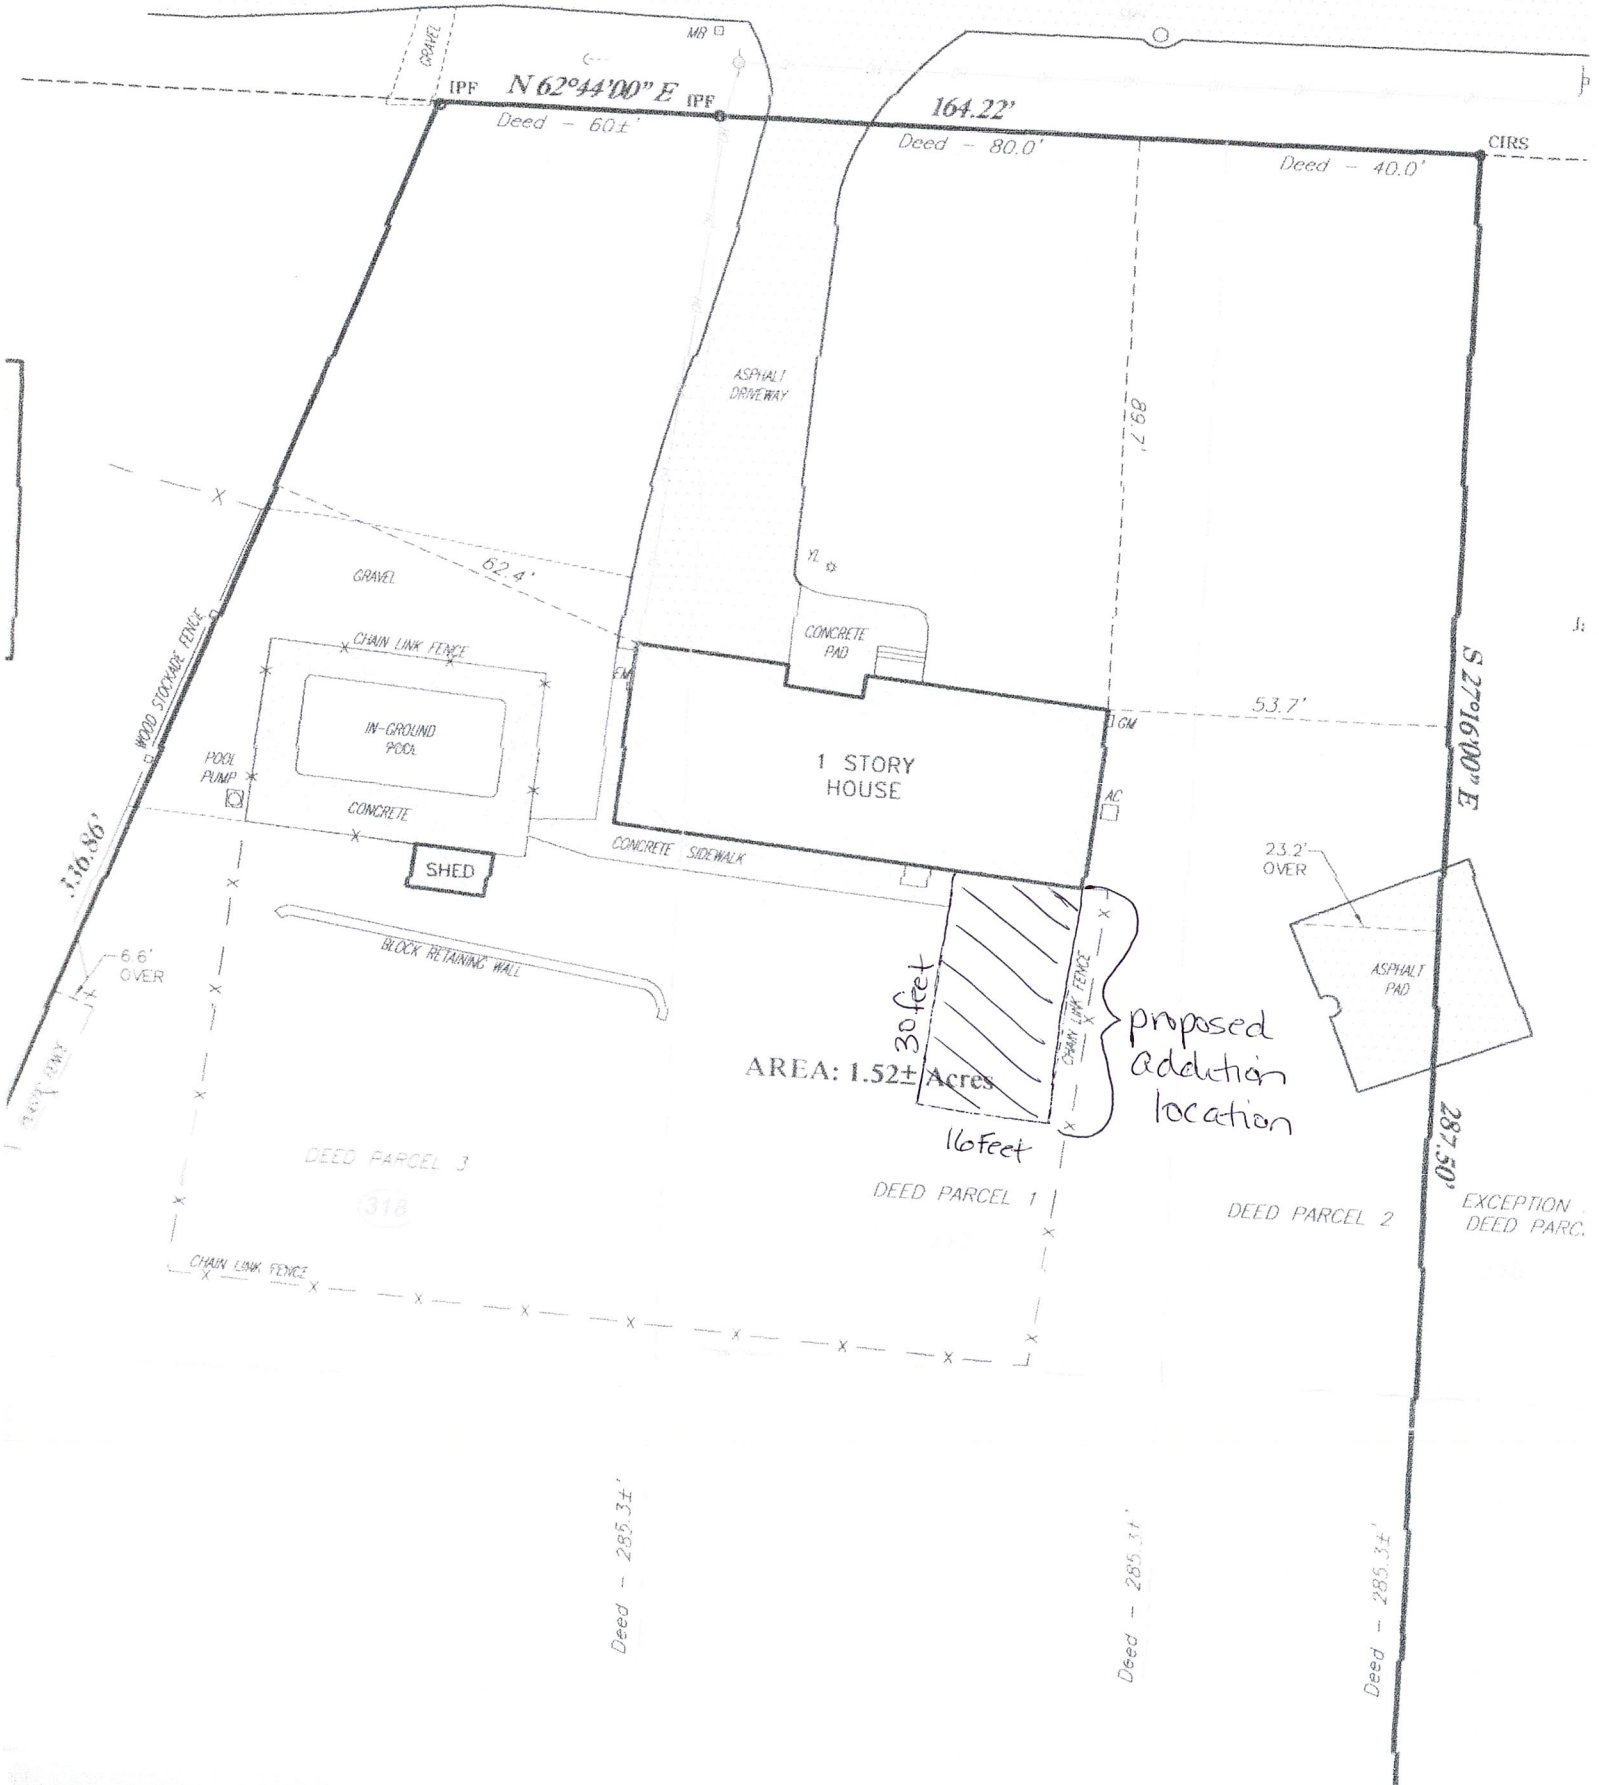 MB
GRAVEL
IPF
N 62°44'00" E
IPF
164.22'
Deed - 60±'
Deed - 80.0'
Deed - 40.0'
CIRS
ASPHALT
DRIVEWAY
89.7'
YL
62.4'
GRAVEL
CHAIN LINK FENCE
WOOD STOCKADE FENCE
CONCRETE
PAD
EM
GM
53.7'
S 27°16'00" E
IN-GROUND
POOL
POOL
PUMP
1 STORY
HOUSE
AC
CONCRETE
CONCRETE SIDEWALK
SHED
336.86'
23.2'
OVER
ASPHALT
PAD
BLOCK RETAINING WALL
6.6'
OVER
30 feet
CHAIN LINK FENCE
proposed
addition
location
AREA: 1.52± Acres
16 Feet
287.50'
DEED PARCEL 3
318
DEED PARCEL 1
DEED PARCEL 2
EXCEPTION
DEED PARC
CHAIN LINK FENCE
Deed - 285.3±'
Deed - 285.3±'
Deed - 285.3±'